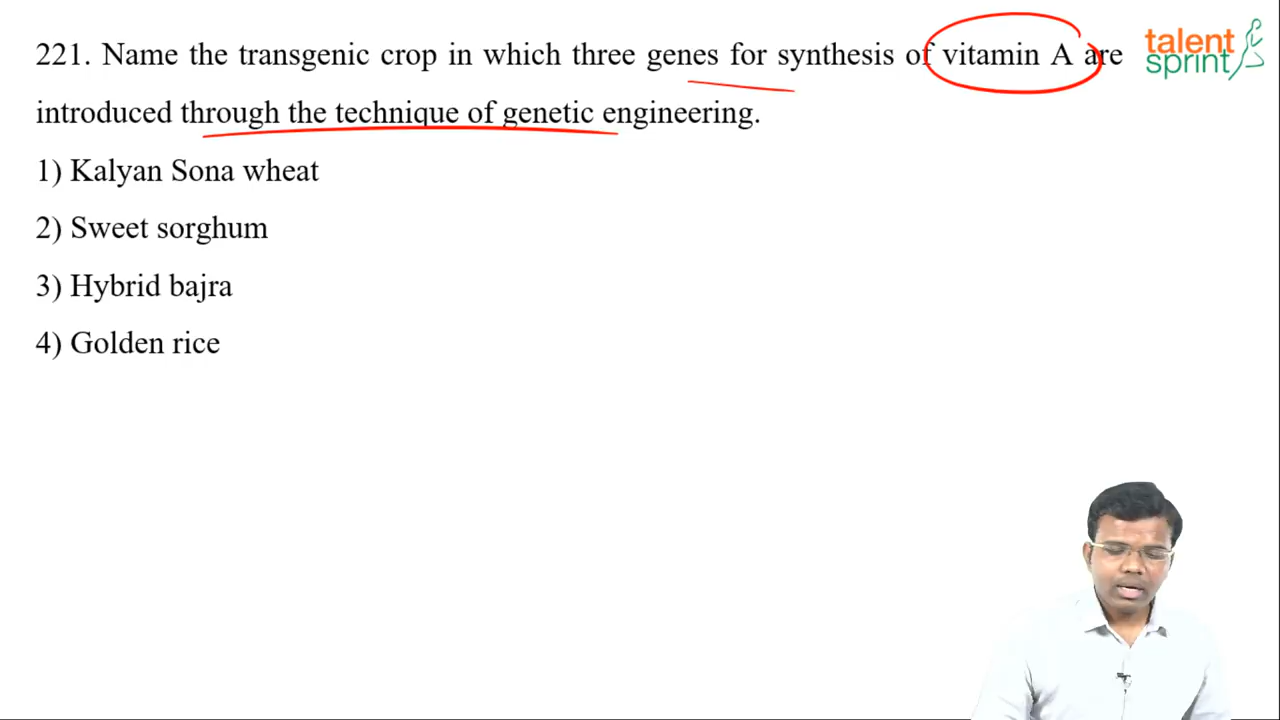 221. Name the transgenic crop in which three genes for synthesis of vitamin A are
introduced through the technique of genetic engineering.
1) Kalyan Sona wheat
2) Sweet sorghum
3) Hybrid bajra
4) Golden rice
talent
sprint